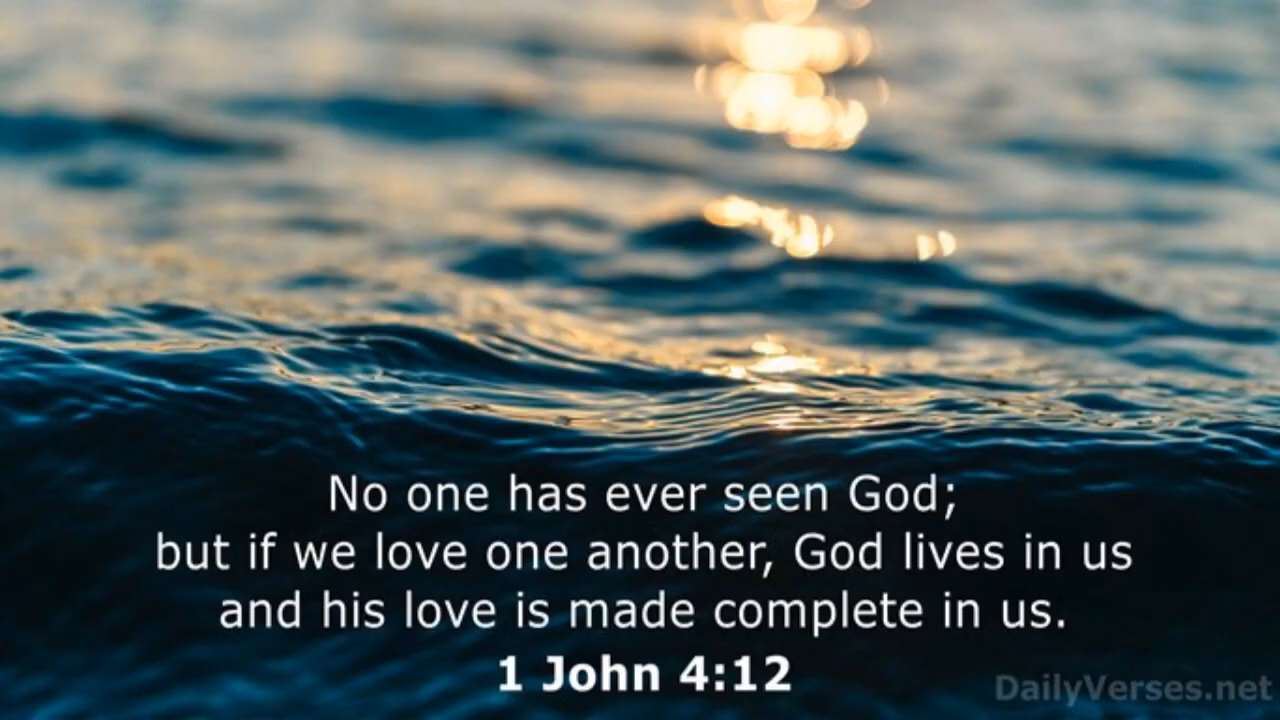 No one has ever seen God;
but if we love one another, God lives in us
and his love is made complete in us.
1 John 4:12
DailyVerses.net